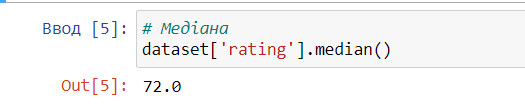 Ввод [5]: # Медіана
dataset['rating'].median()
Out[5]: 72.0